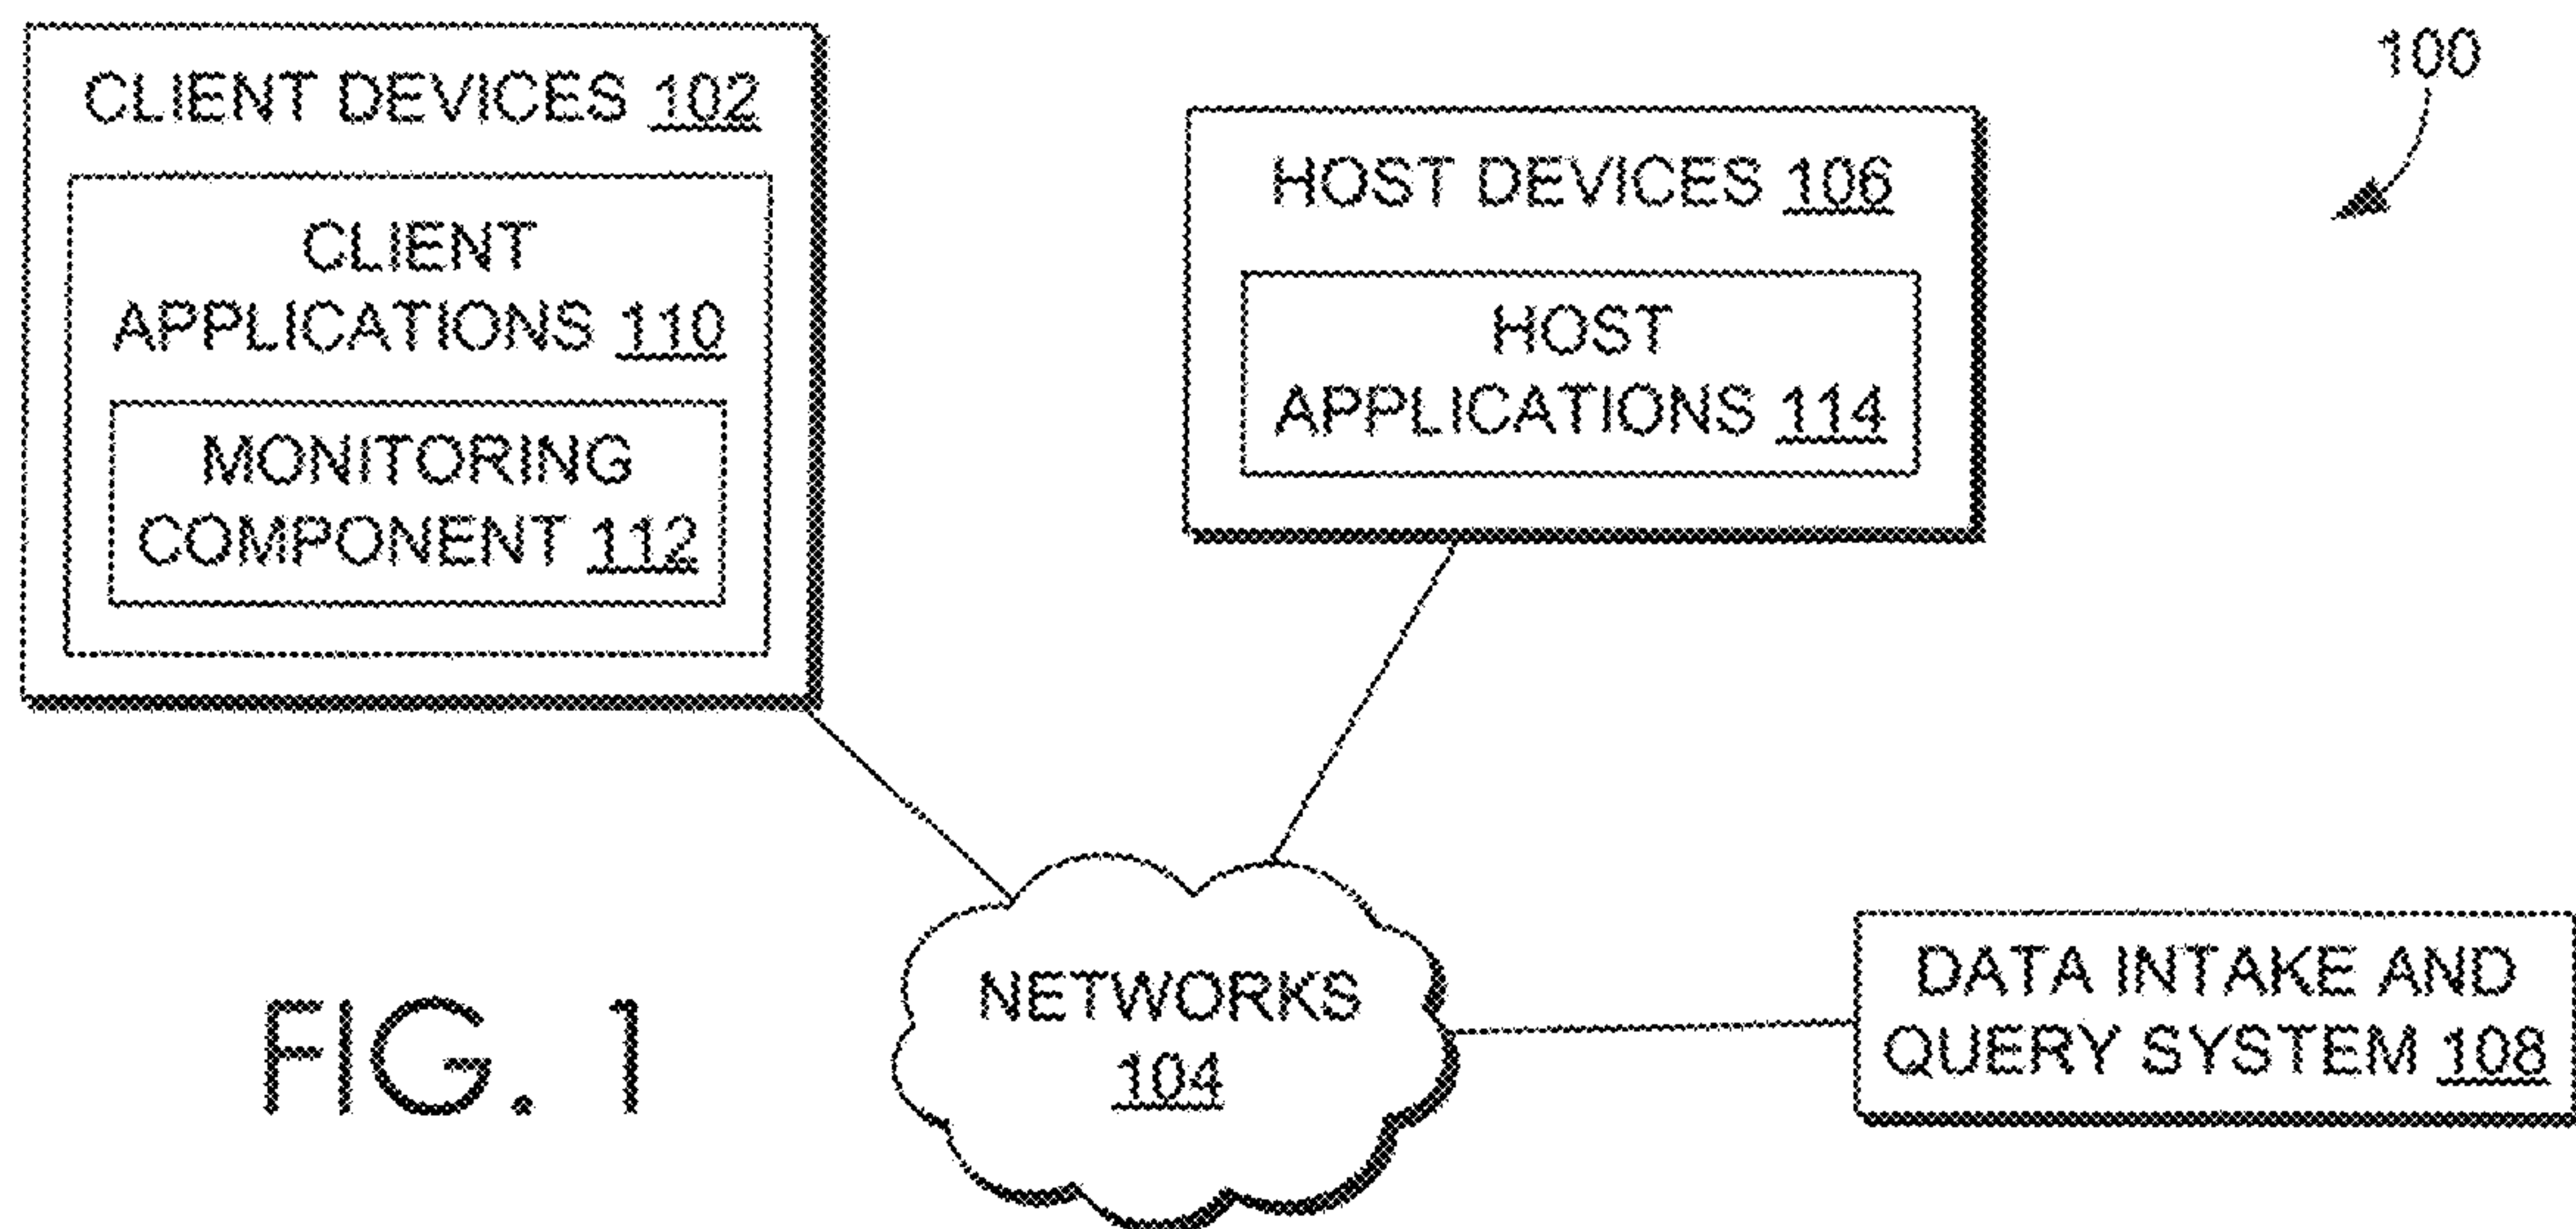 CLIENT DEVICES 102
CLIENT
APPLICATIONS 110
MONITORING
COMPONENT 112
100
HOST DEVICES 106
HOST
APPLICATIONS 114
NETWORKS
104
DATA INTAKE AND
QUERY SYSTEM 108
FIG. 1